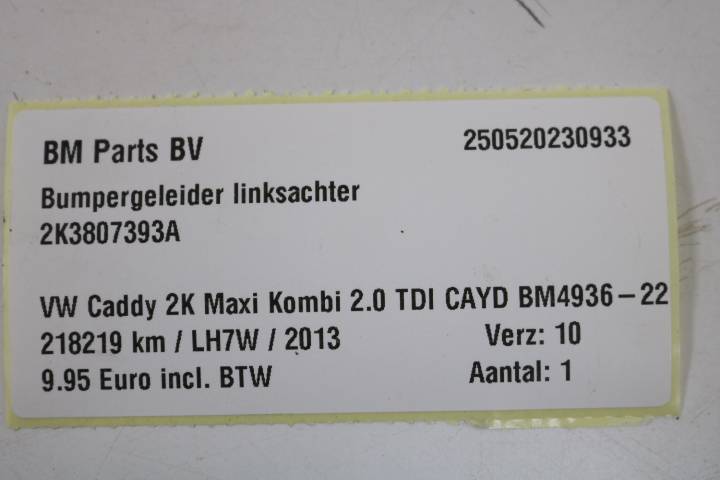 BM Parts BV 250520230933
Bumpergeleider linksachter
2K3807393A
VW Caddy 2K Maxi Kombi 2.0 TDI CAYD BM4936-22
218219 km / LH7W / 2013 Verz: 10
9.95 Euro incl. BTW Aantal: 1